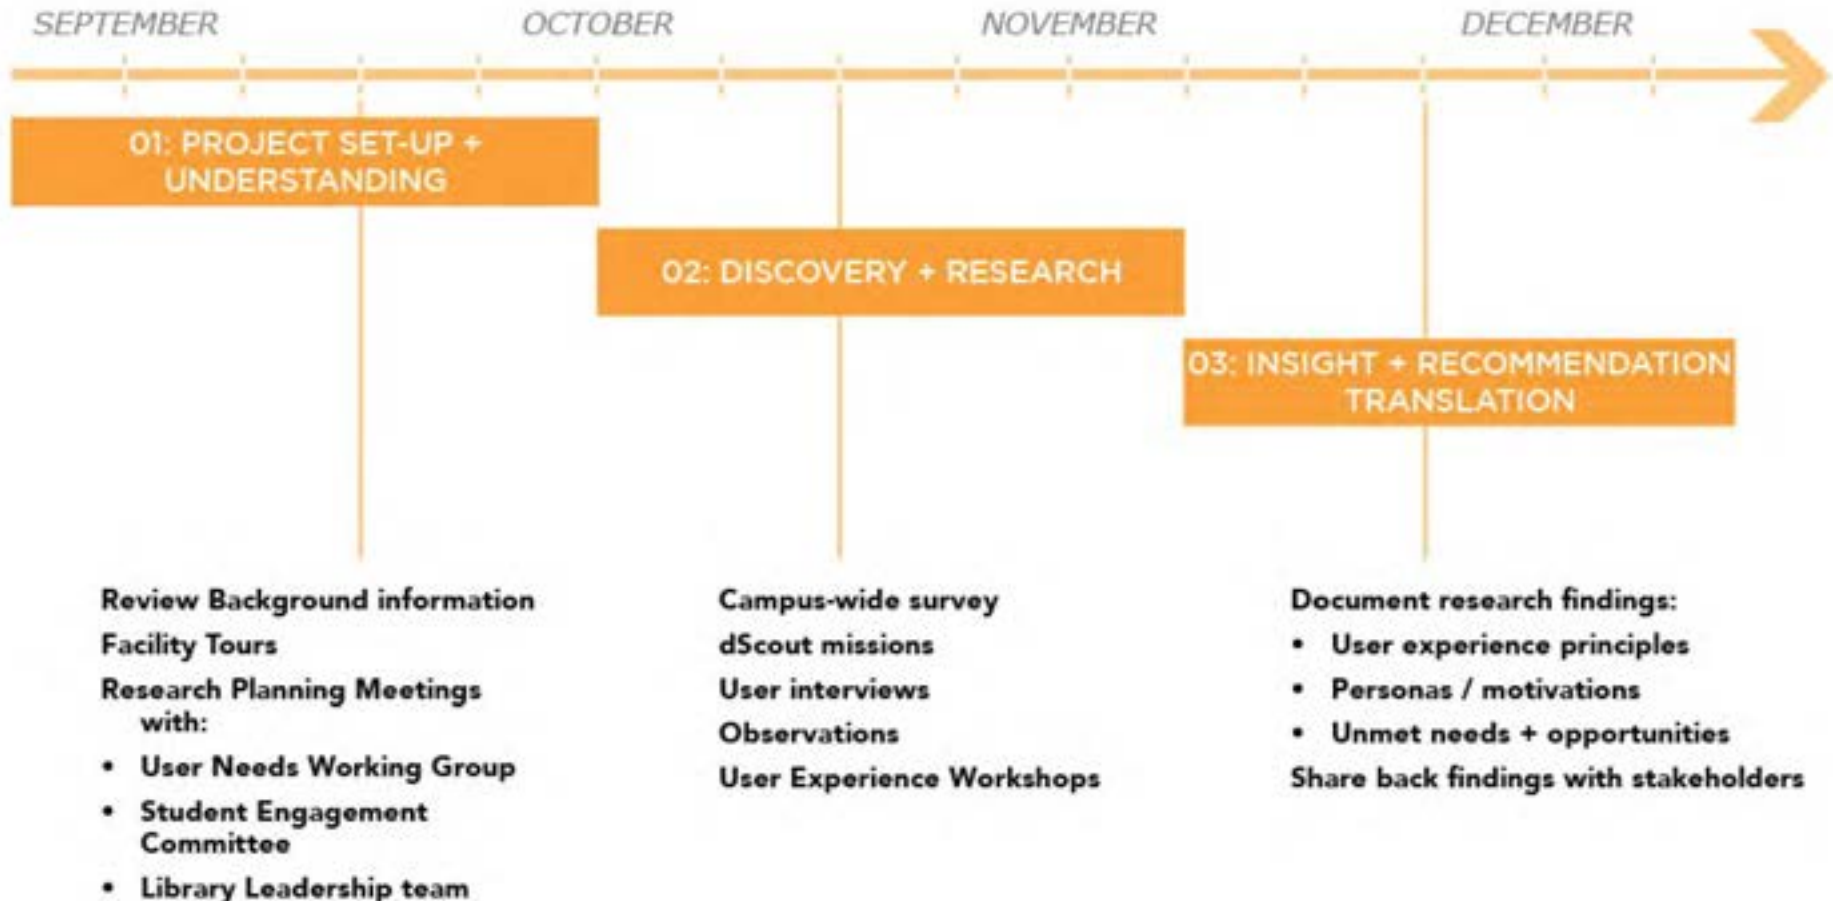 SEPTEMBER
OCTOBER
NOVEMBER
DECEMBER
01: PROJECT SET-UP +
UNDERSTANDING
02: DISCOVERY + RESEARCH
03: INSIGHT + RECOMMENDATION
TRANSLATION
Review Background information
Facility Tours
Research Planning Meetings
with:
• User Needs Working Group
• Student Engagement
Committee
• Library Leadership team
Campus-wide survey
dScout missions
User interviews
Observations
User Experience Workshops
Document research findings:
• User experience principles
• Personas / motivations
• Unmet needs + opportunities
Share back findings with stakeholders